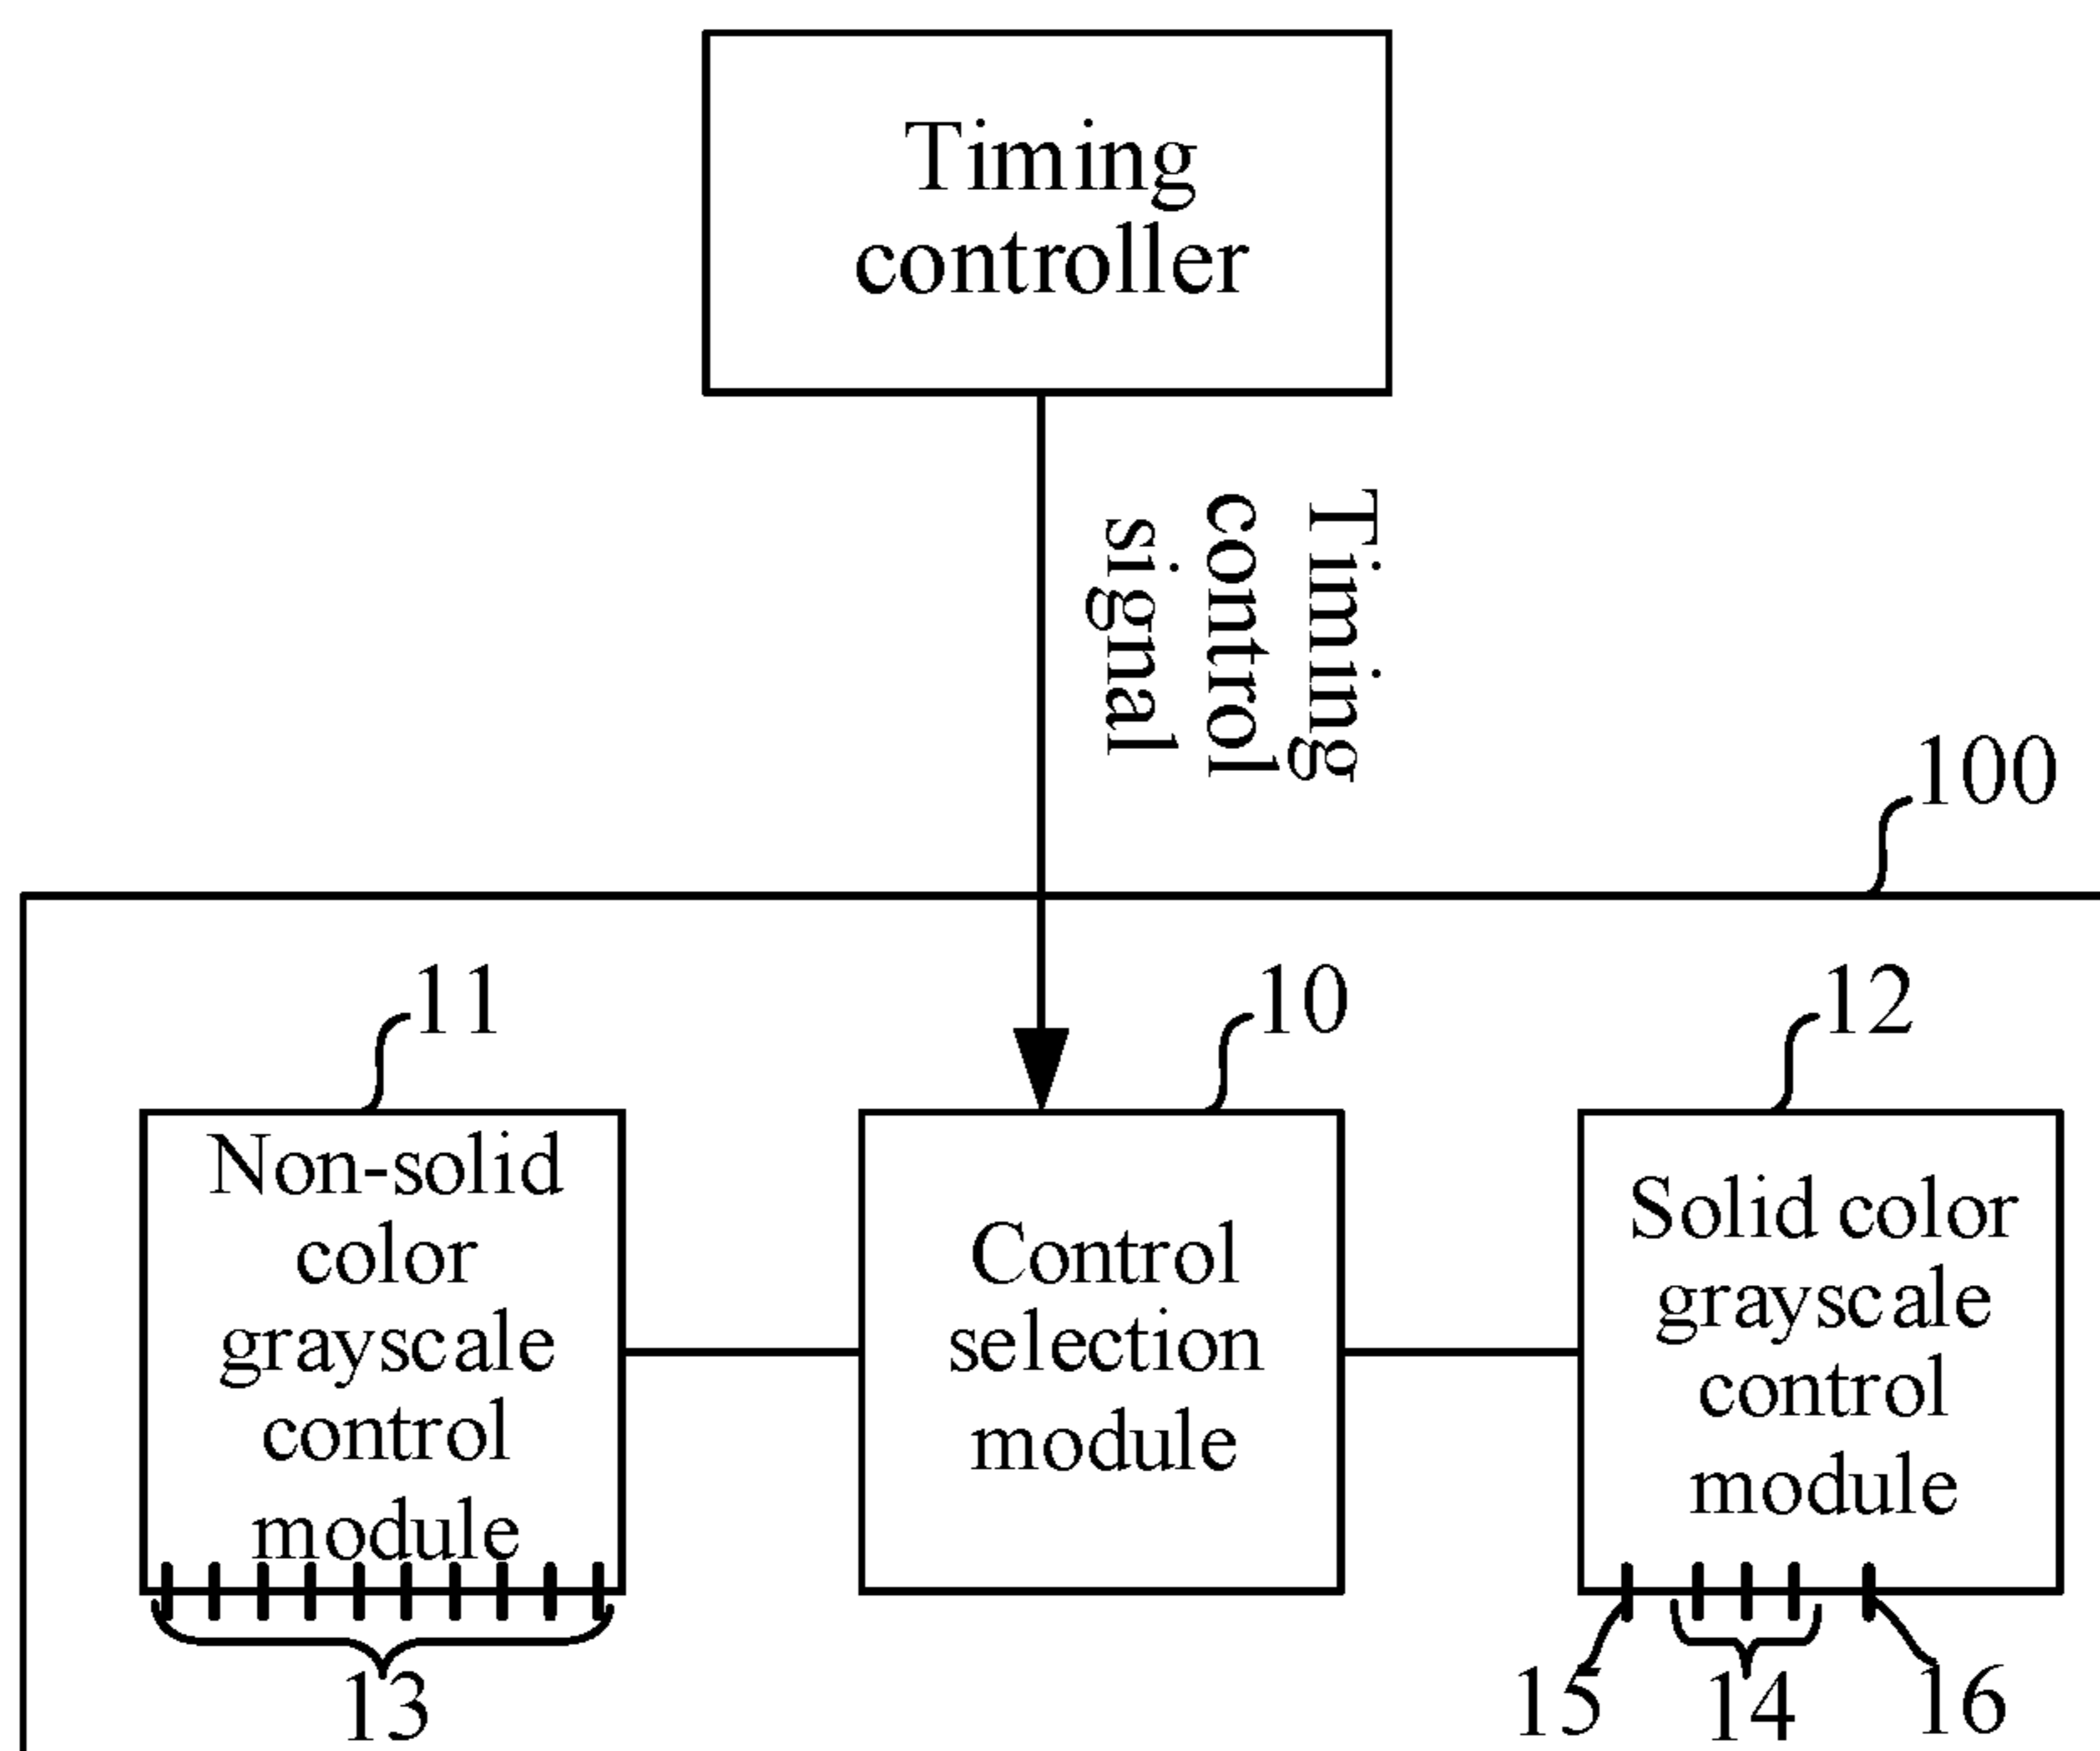 Timing
controller
Timing
control
signal
100
11
10
12
Non-solid
color
grayscale
control
module
Control
selection
module
Solid color
grayscale
control
module
13
15
14
16